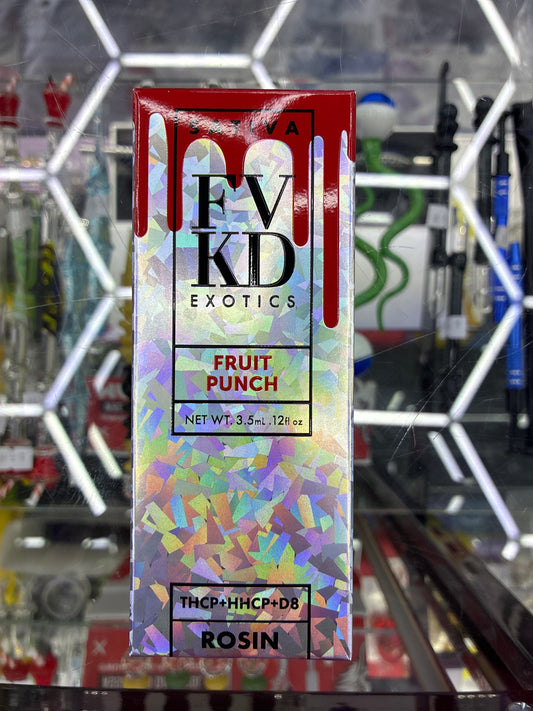 SATIVA
FV
KD
EXOTICS
FRUIT
PUNCH
NET WT. 3.5mL .12fl oz
THCP+HHCP+D8
ROSIN